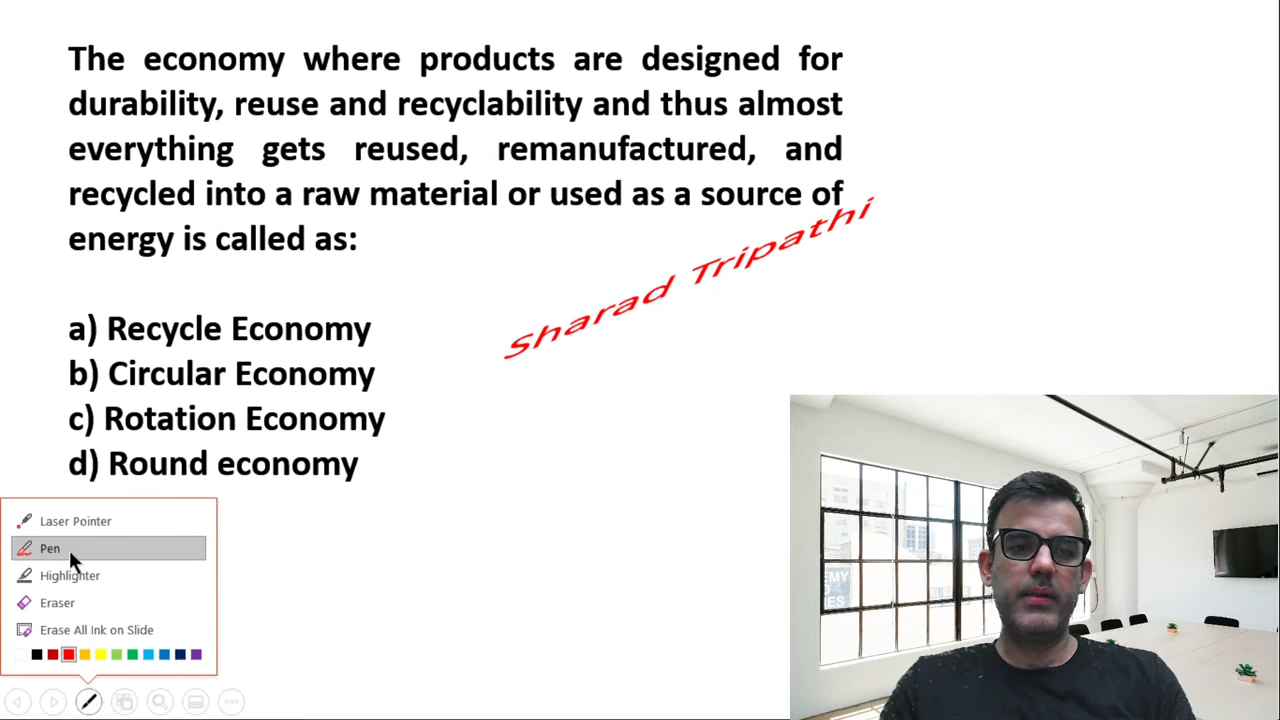 The economy where products are designed for
durability, reuse and recyclability and thus almost
everything gets reused, remanufactured, and
recycled into a raw material or used as a source of
energy is called as:
Sharad Tripathi
a) Recycle Economy
b) Circular Economy
c) Rotation Economy
d) Round economy
Laser Pointer
Pen
Highlighter
Eraser
Erase All Ink on Slide